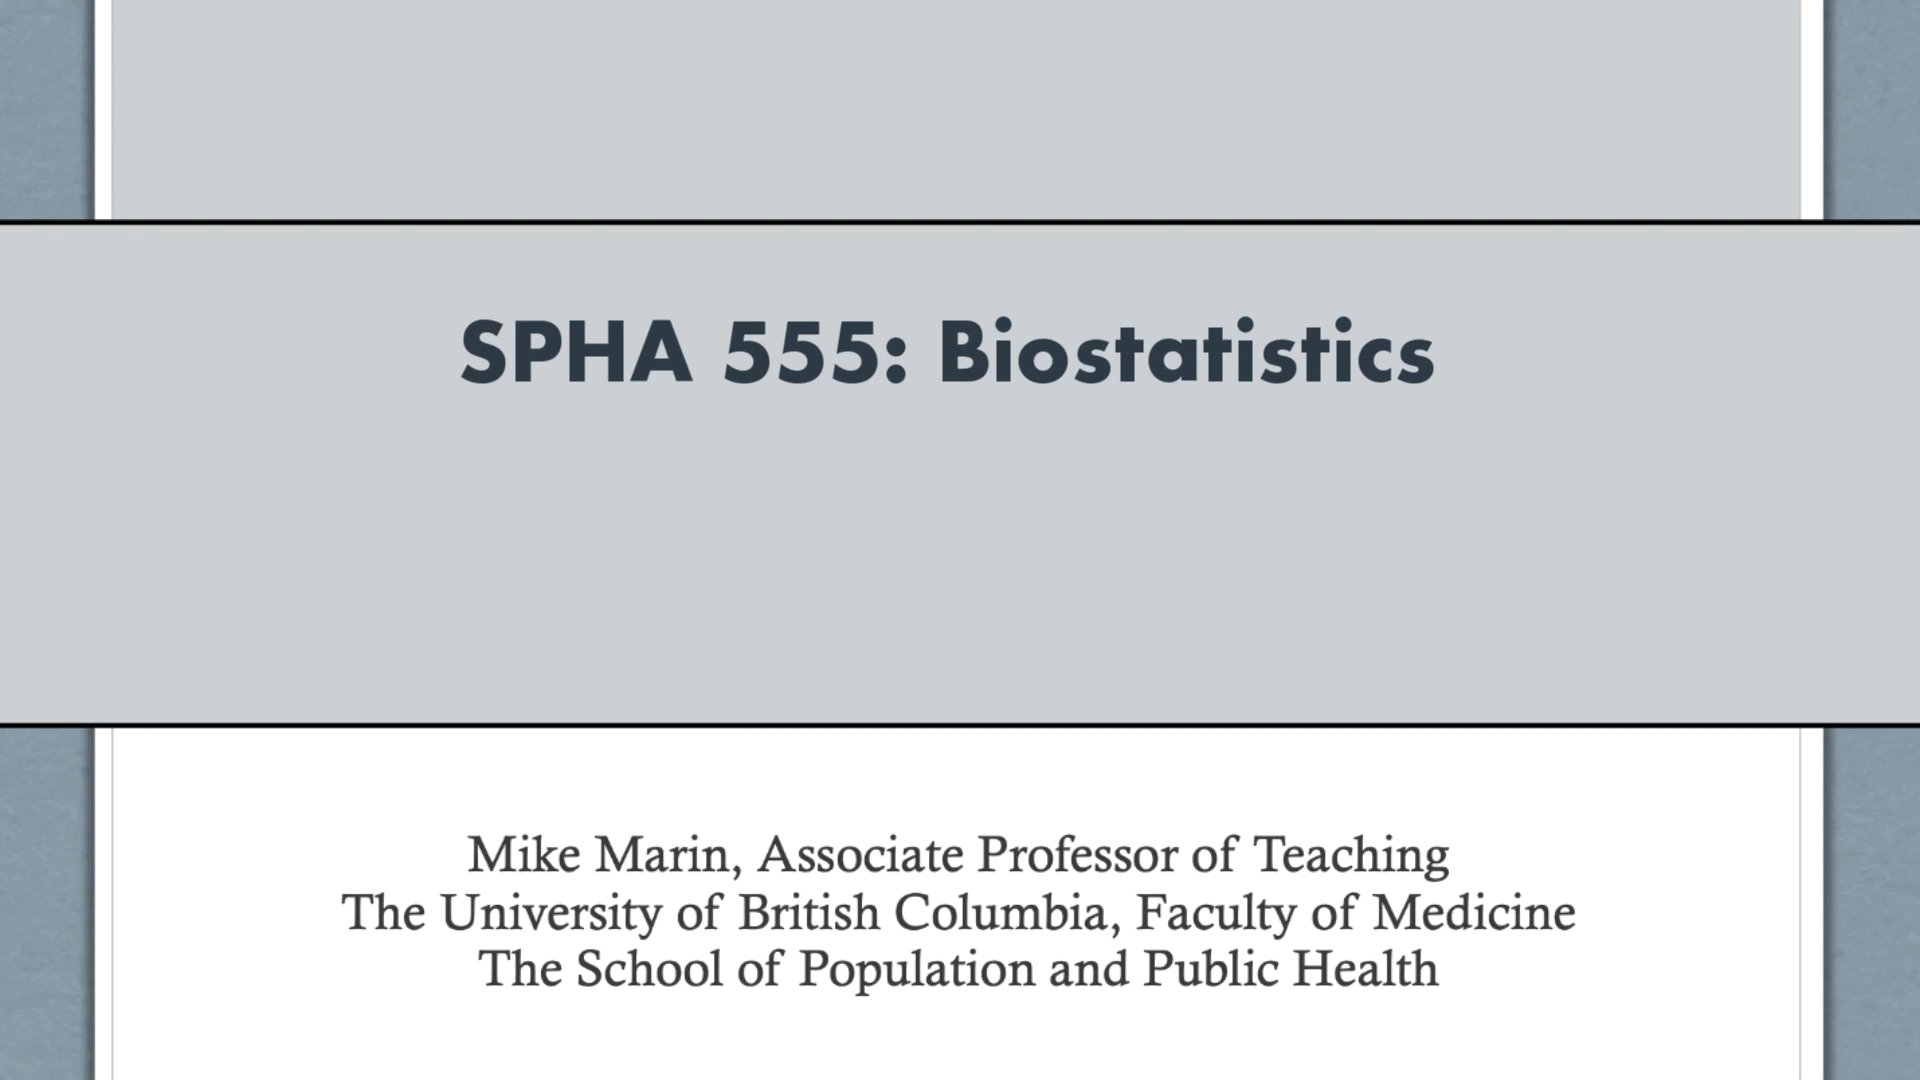 SPHA 555: Biostatistics
Mike Marin, Associate Professor of Teaching
The University of British Columbia, Faculty of Medicine
The School of Population and Public Health